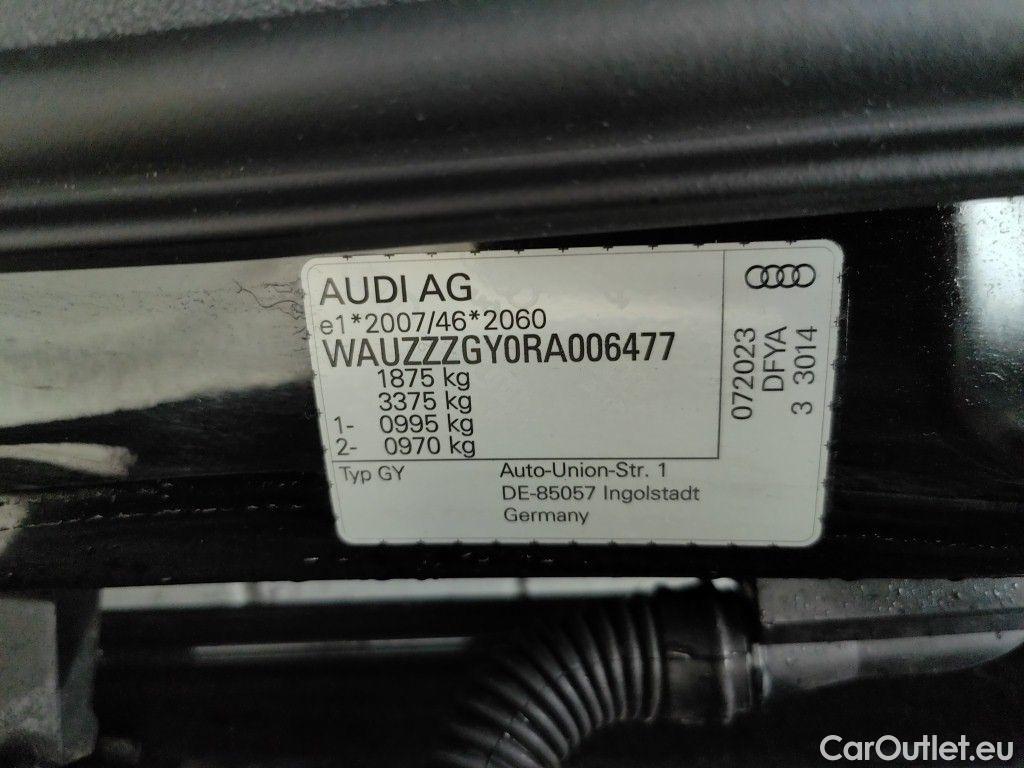 AUDI AG
e1*2007/46*2060
WAUZZZGY0RA006477
1875 kg
3375 kg
1- 0995 kg
2- 0970 kg
Typ GY
Auto-Union-Str. 1
DE-85057 Ingolstadt
Germany
072023
DFYA
3 3014
CarOutlet.eu